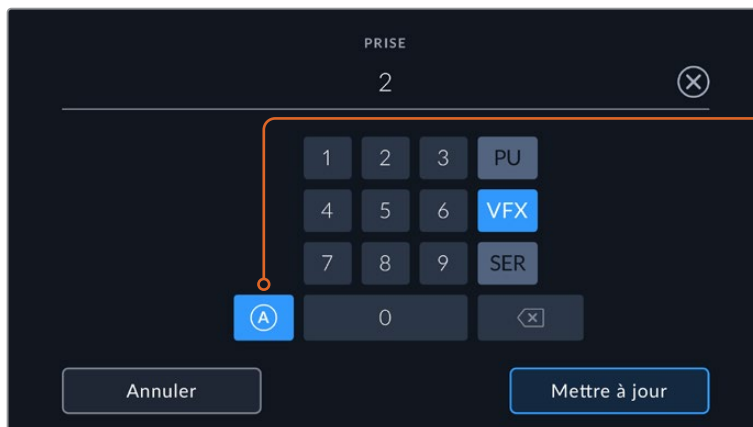 PRISE
2
1 2 3 PU
4 5 6 VFX
7 8 9 SER
A 0
Annuler Mettre à jour